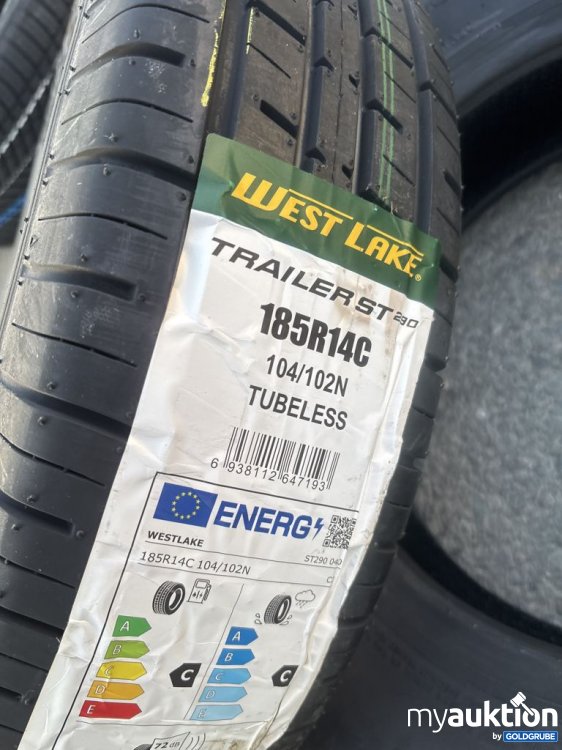 WEST LAKE®
TRAILER ST 290
185R14C
104/102N
TUBELESS
6 938112 647193
ENERG
WESTLAKE
ST290 04
185R14C 104/102N
C
A
B
C
D
E
C
A
B
C
D
E
C
72 dB
myauktion
by GOLDGRUBE